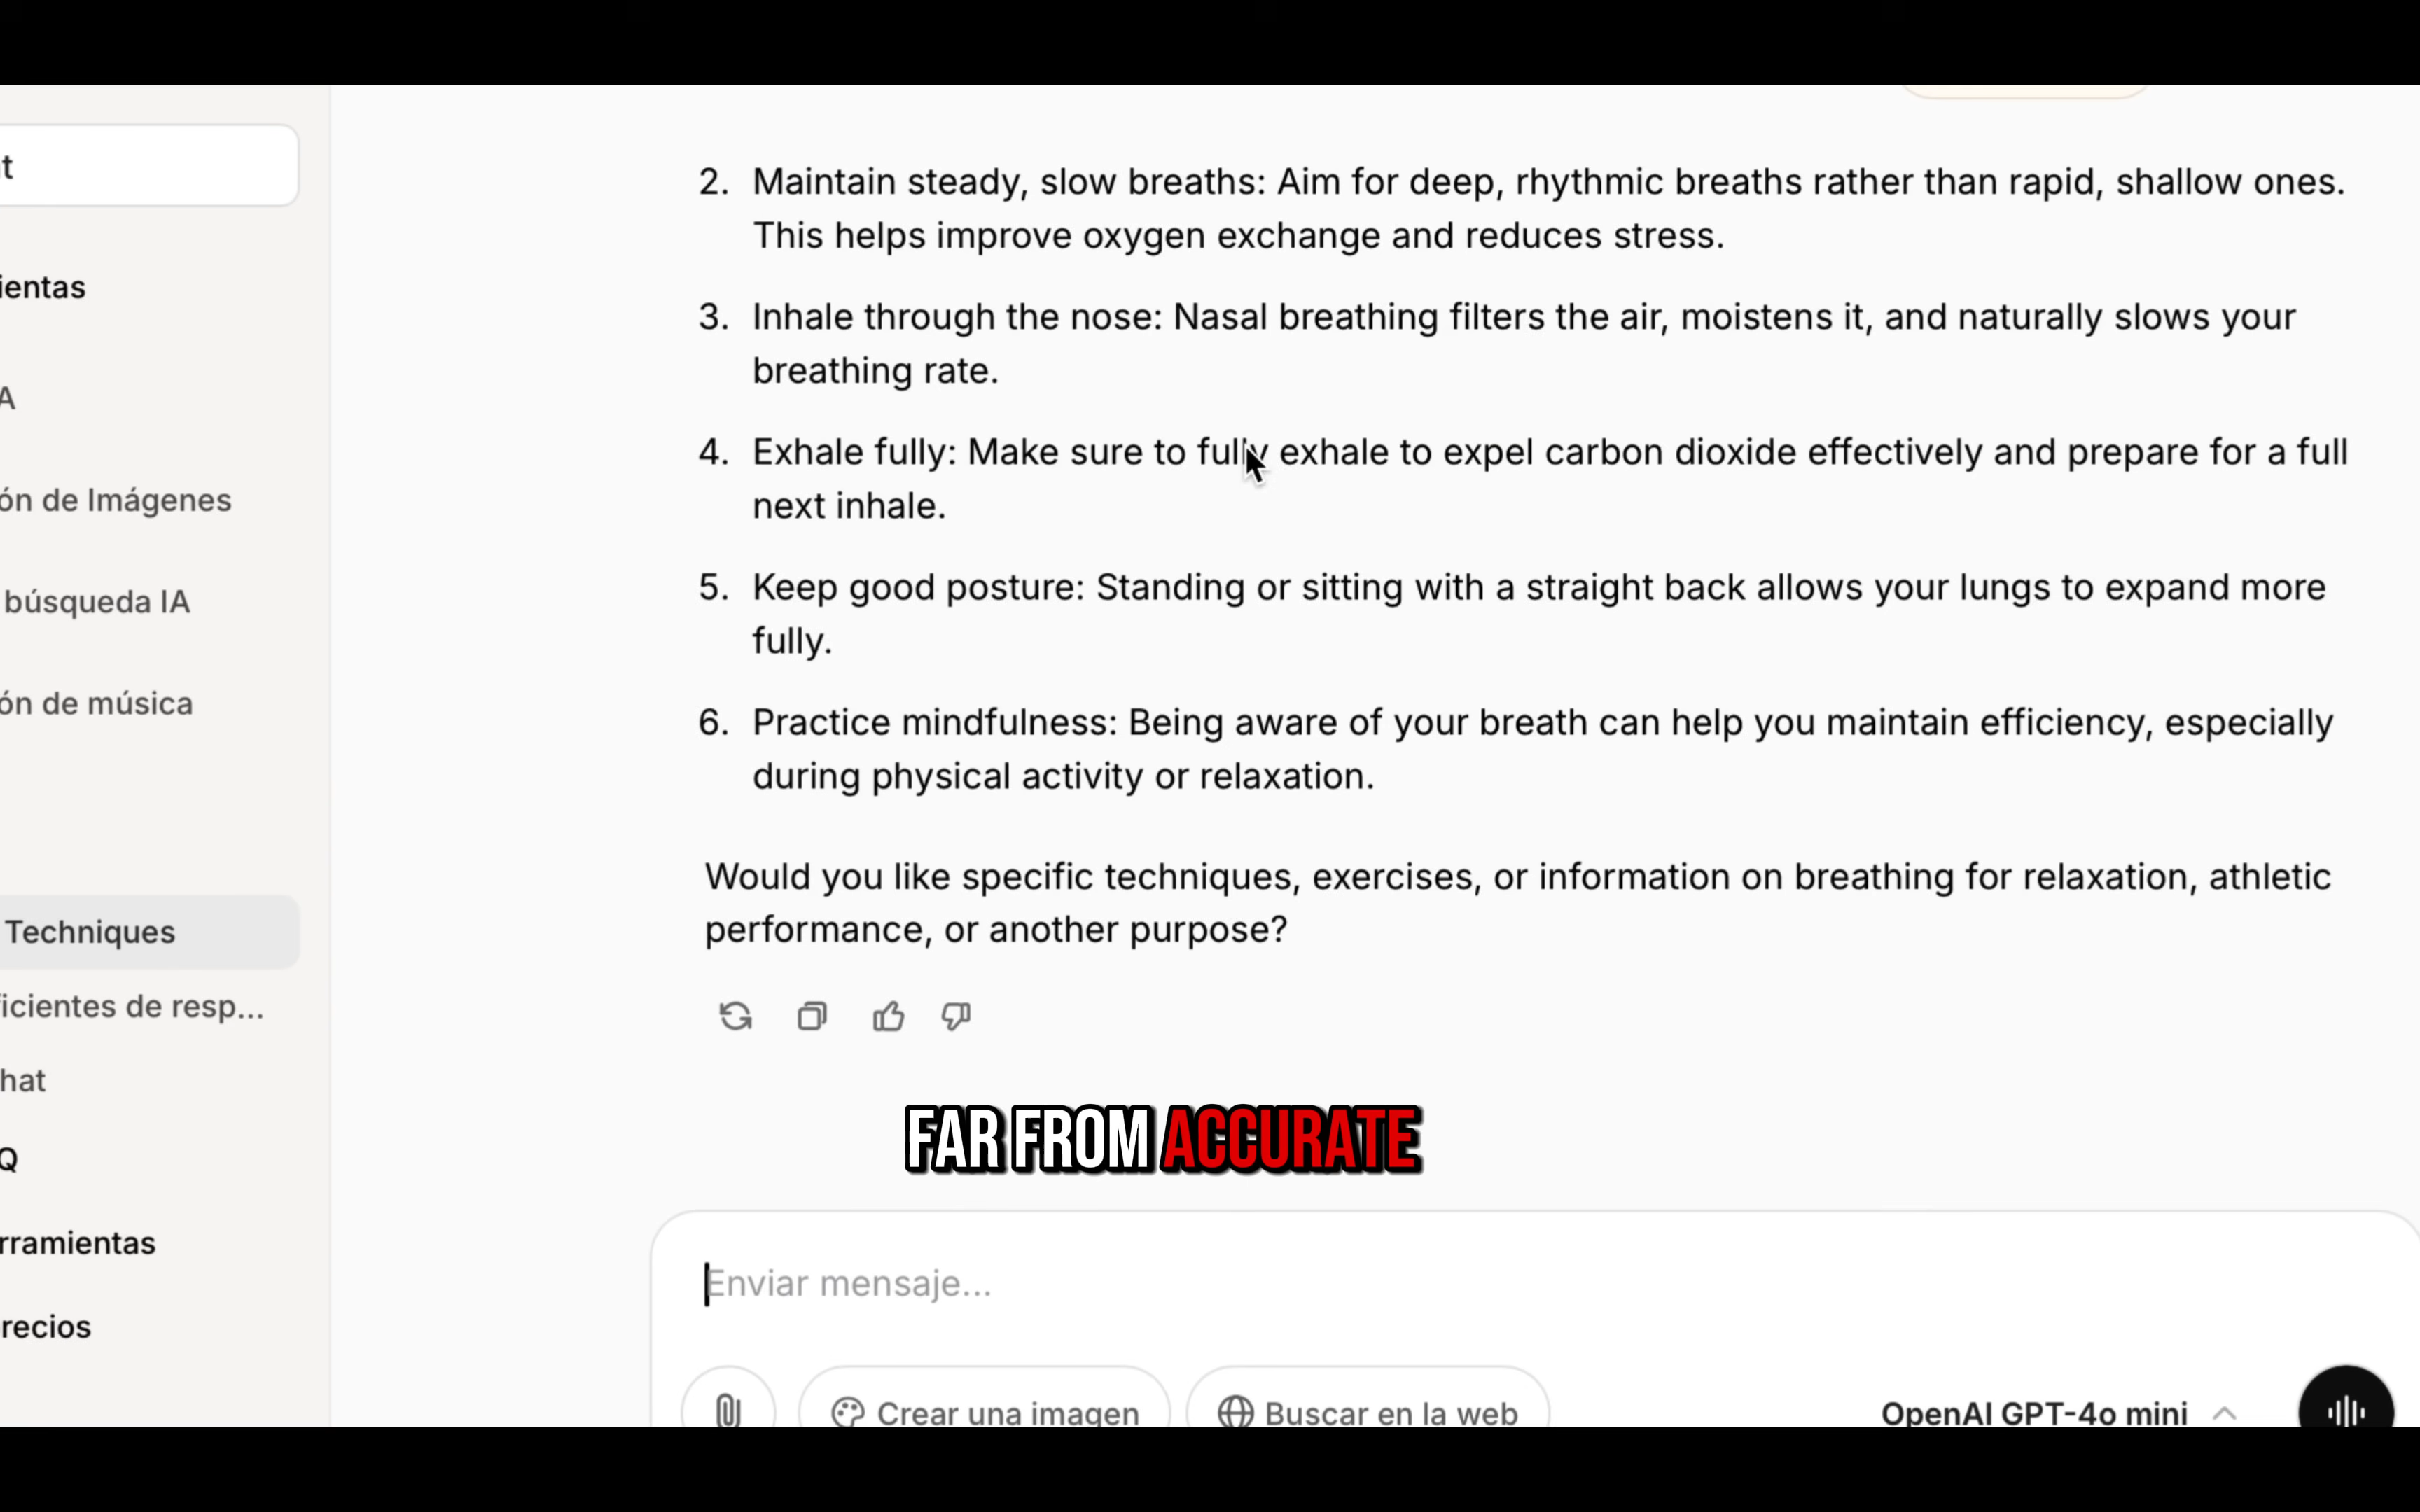 t
ientas
A
ón de Imágenes
búsqueda IA
ón de música
Techniques
icientes de resp...
hat
Q
rramientas
recios
2. Maintain steady, slow breaths: Aim for deep, rhythmic breaths rather than rapid, shallow ones.
This helps improve oxygen exchange and reduces stress.
3. Inhale through the nose: Nasal breathing filters the air, moistens it, and naturally slows your
breathing rate.
4. Exhale fully: Make sure to fully exhale to expel carbon dioxide effectively and prepare for a full
next inhale.
5. Keep good posture: Standing or sitting with a straight back allows your lungs to expand more
fully.
6. Practice mindfulness: Being aware of your breath can help you maintain efficiency, especially
during physical activity or relaxation.
Would you like specific techniques, exercises, or information on breathing for relaxation, athletic
performance, or another purpose?
FAR FROM ACCURATE
Enviar mensaje...
Crear una imagen
Buscar en la web
OpenAI GPT-4o mini